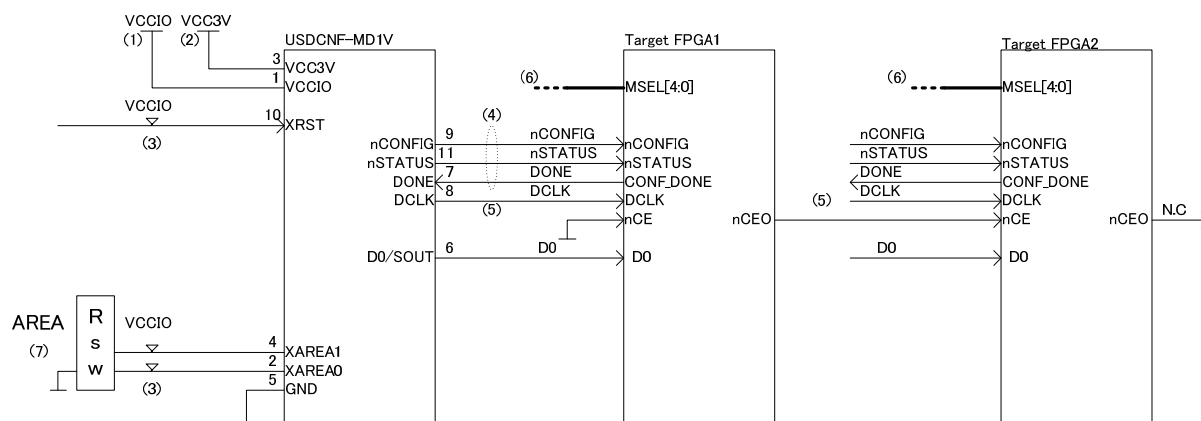 VCCIO VCC3V
(1) (2)
USDCNF-MD1V
Target FPGA1
Target FPGA2
3 VCC3V
1 VCCIO
(6) MSEL[4:0]
(6) MSEL[4:0]
VCCIO
10 XRST
(3)
(4)
nCONFIG 9 nCONFIG nCONFIG
nCONFIG nCONFIG
nSTATUS 11 nSTATUS nSTATUS
nSTATUS nSTATUS
DONE 7 DONE CONF_DONE
DONE CONF_DONE
DCLK 8 DCLK DCLK
DCLK DCLK
(5)
(5)
nCE nCEO
nCE nCEO N.C
D0/SOUT 6 D0 D0
D0 D0
AREA
(7)
R
s
w
VCCIO
4 XAREA1
2 XAREA0
(3)
5 GND